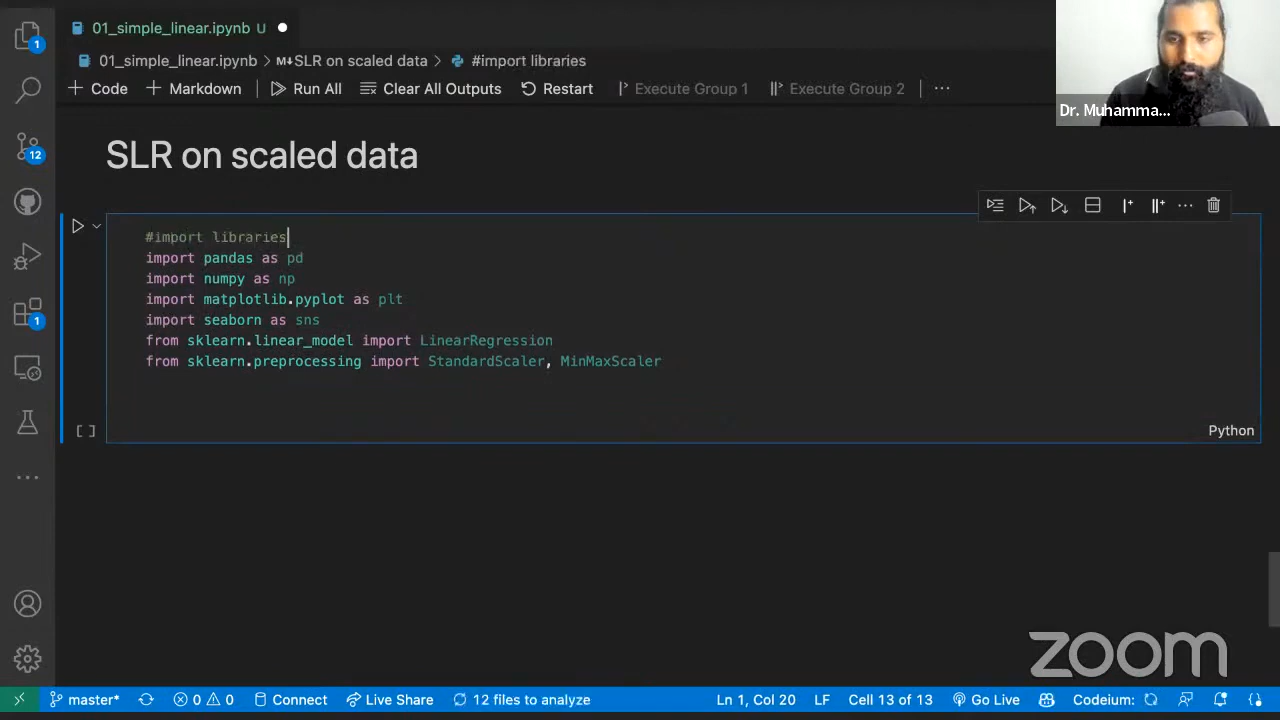 01_simple_linear.ipynb U
01_simple_linear.ipynb > M↓SLR on scaled data > #import libraries
+ Code + Markdown Run All Clear All Outputs Restart Execute Group 1 Execute Group 2 ...
Dr. Muhamma...
SLR on scaled data
#import libraries
import pandas as pd
import numpy as np
import matplotlib.pyplot as plt
import seaborn as sns
from sklearn.linear_model import LinearRegression
from sklearn.preprocessing import StandardScaler, MinMaxScaler
[ ]
Python
1
12
1
zoom
master* 0 0 Connect Live Share 12 files to analyze Ln 1, Col 20 LF Cell 13 of 13 Go Live Codeium: {}